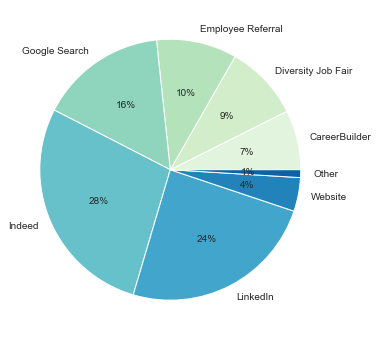 Employee Referral
Google Search
Diversity Job Fair
10%
16%
9%
CareerBuilder
7%
1%
Other
4%
Website
28%
Indeed
24%
LinkedIn